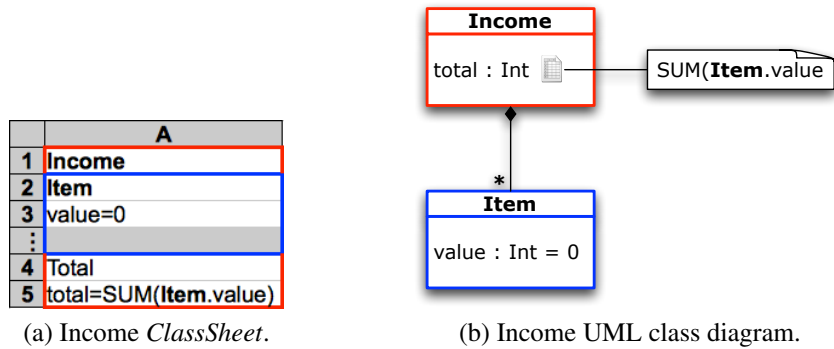 A
1 Income
2 Item
3 value=0
⋮
4 Total
5 total=SUM(Item.value)
(a) Income ClassSheet.
Income
total : Int
SUM(Item.value
*
Item
value : Int = 0
(b) Income UML class diagram.